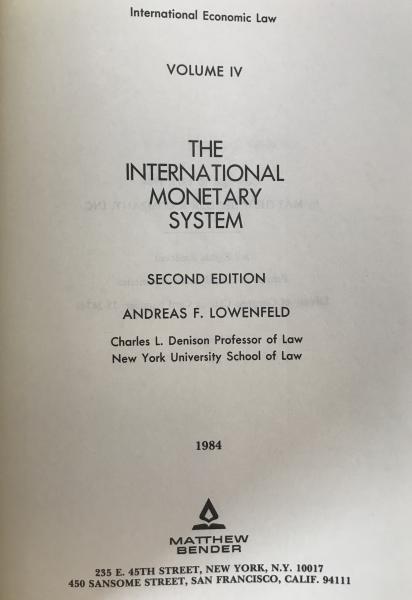 International Economic Law
VOLUME IV
THE
INTERNATIONAL
MONETARY
SYSTEM
SECOND EDITION
ANDREAS F. LOWENFELD
Charles L. Denison Professor of Law
New York University School of Law
1984
MATTHEW
BENDER
235 E. 45TH STREET, NEW YORK, N.Y. 10017
450 SANSOME STREET, SAN FRANCISCO, CALIF. 94111